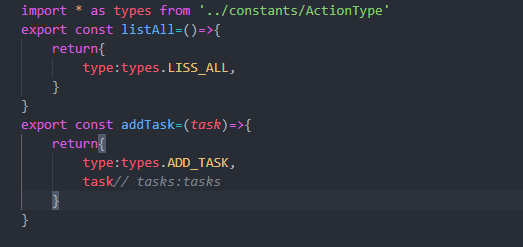 import * as types from '../constants/ActionType'
export const listAll=()=>{
    return{
        type:types.LISS_ALL,
    }
}
export const addTask=(task)=>{
    return{
        type:types.ADD_TASK,
        task// tasks:tasks
    }
}